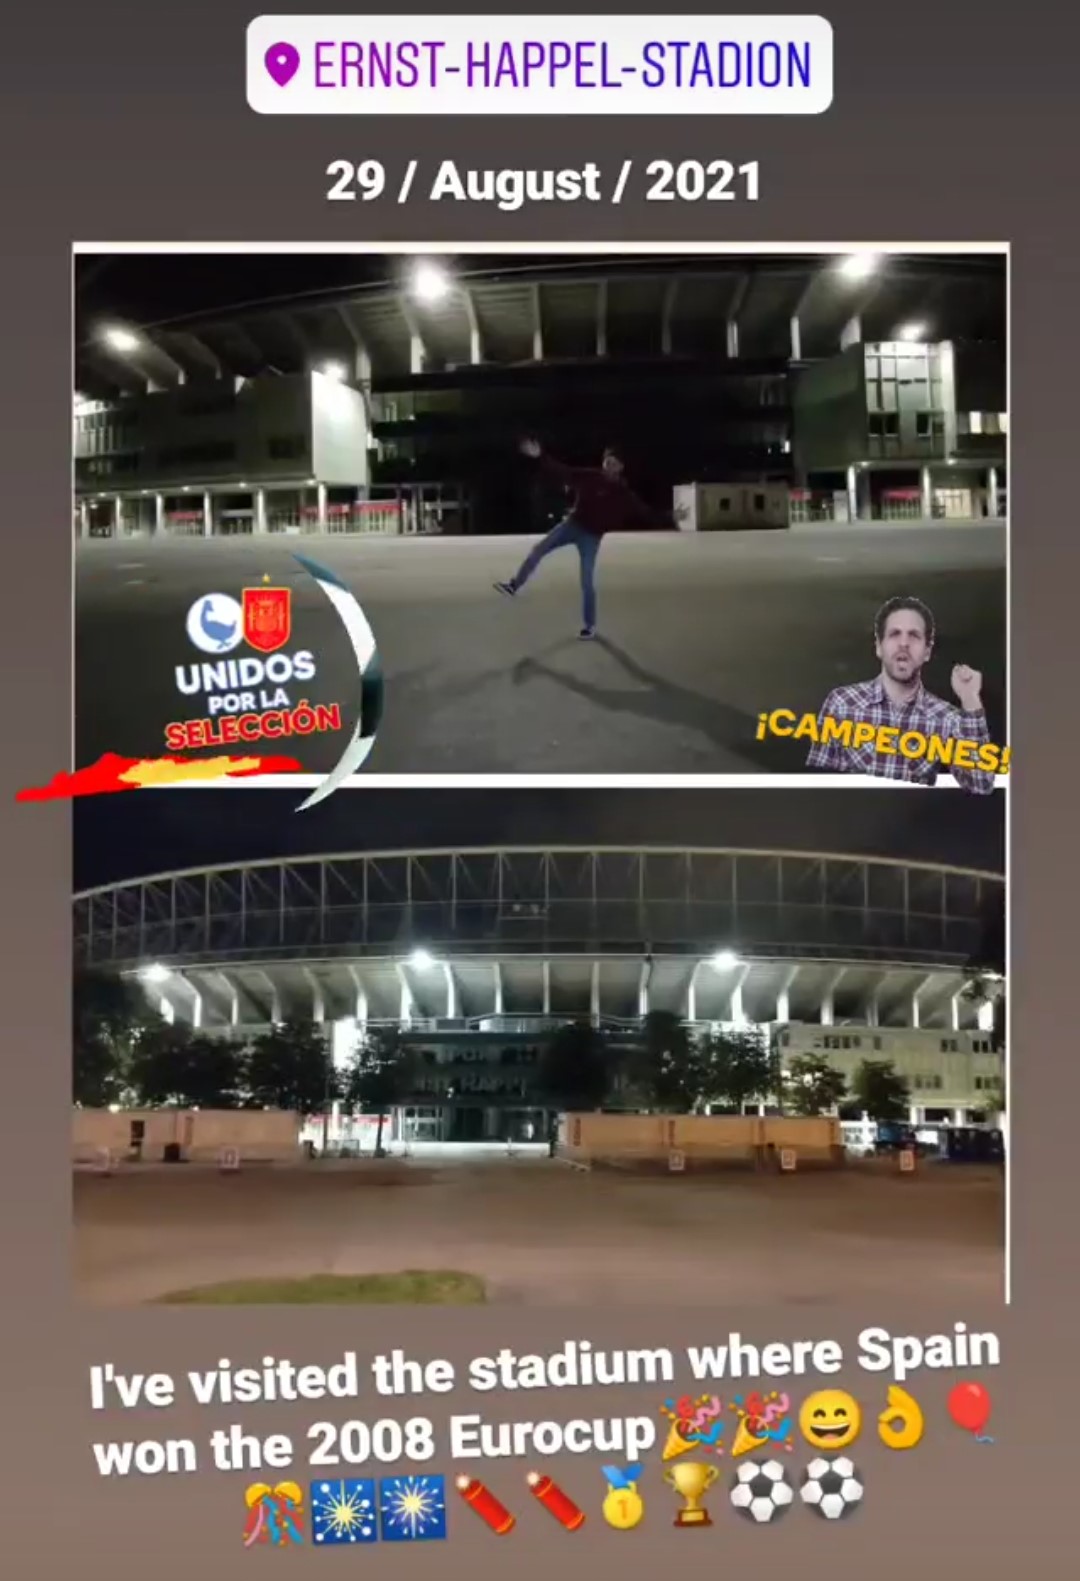 ERNST-HAPPEL-STADION
29 / August / 2021
UNIDOS
POR LA
SELECCIÓN
¡CAMPEONES!
I've visited the stadium where Spain
won the 2008 Eurocup🎉🎉😄👌🎈
🎊🎇🎆🧨🧨🥇🏆⚽⚽